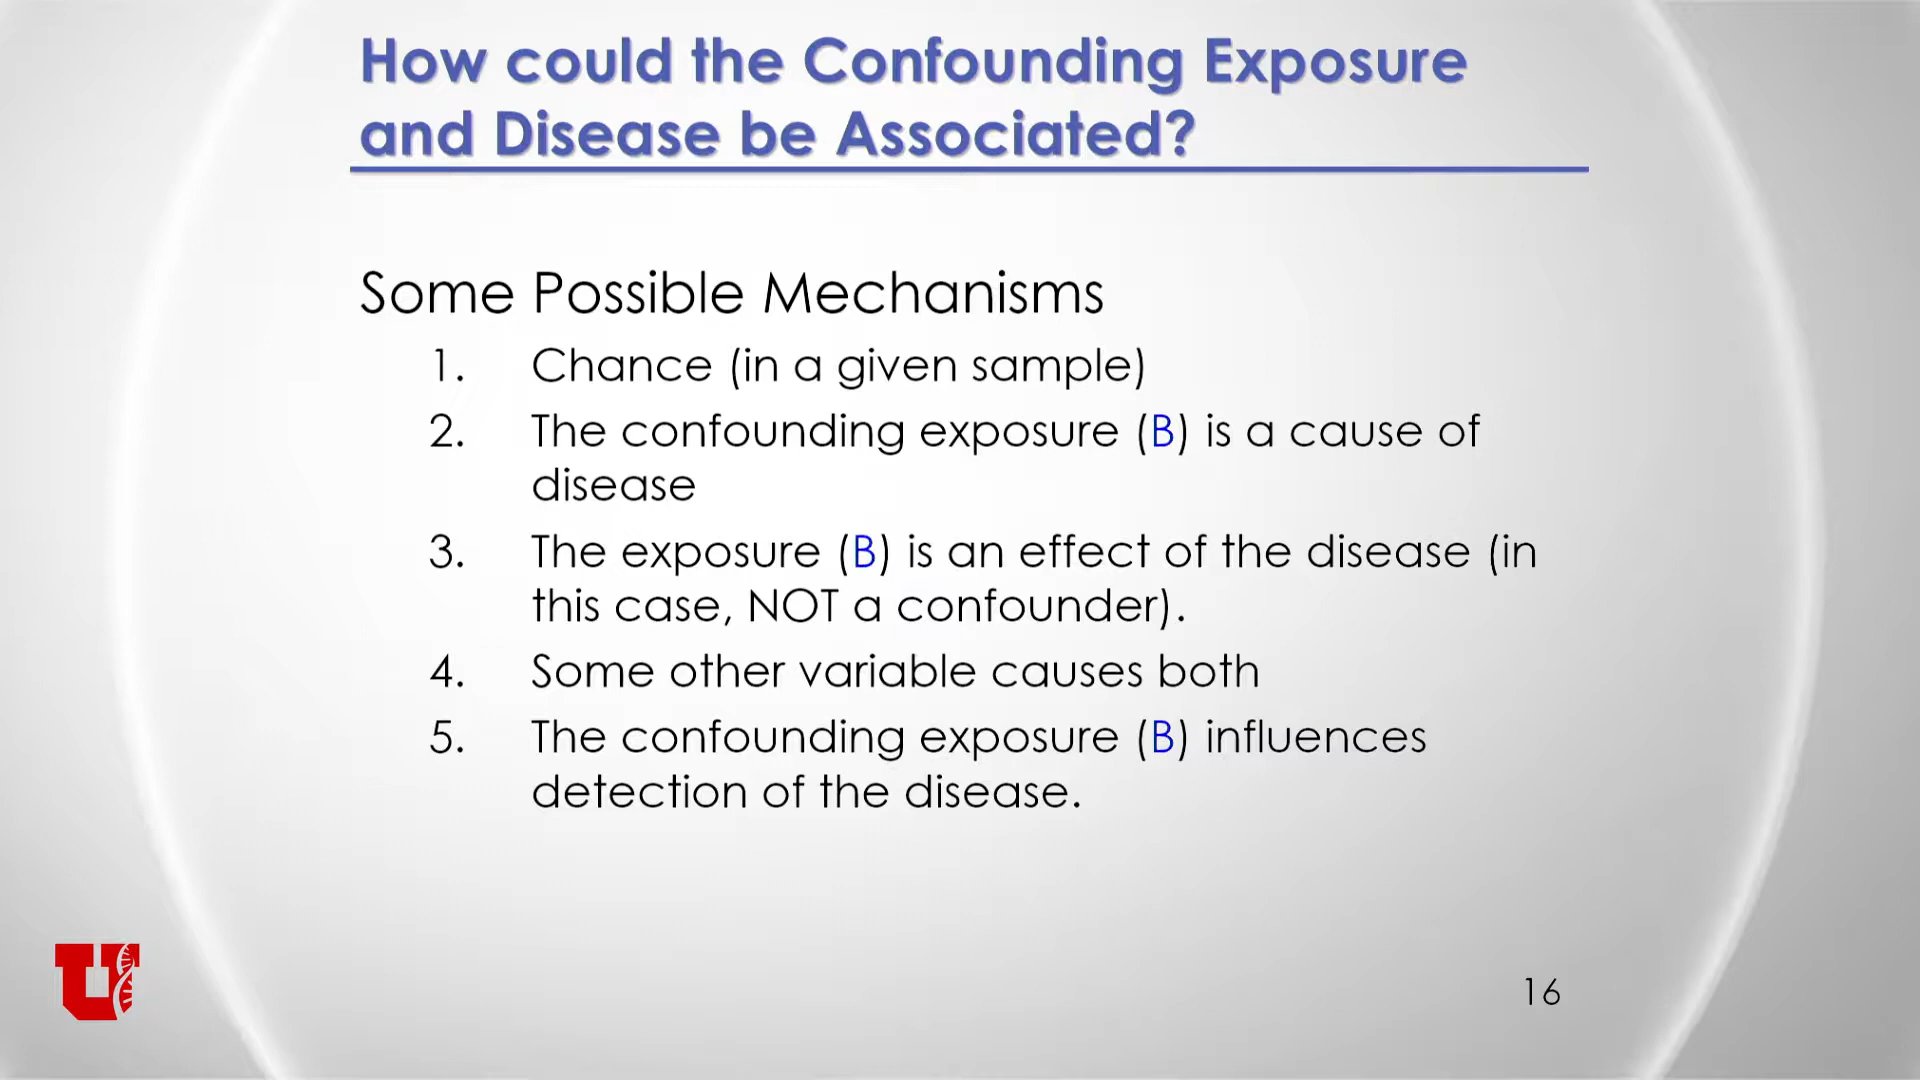 How could the Confounding Exposure
and Disease be Associated?
Some Possible Mechanisms
1. Chance (in a given sample)
2. The confounding exposure (B) is a cause of
disease
3. The exposure (B) is an effect of the disease (in
this case, NOT a confounder).
4. Some other variable causes both
5. The confounding exposure (B) influences
detection of the disease.
U
16